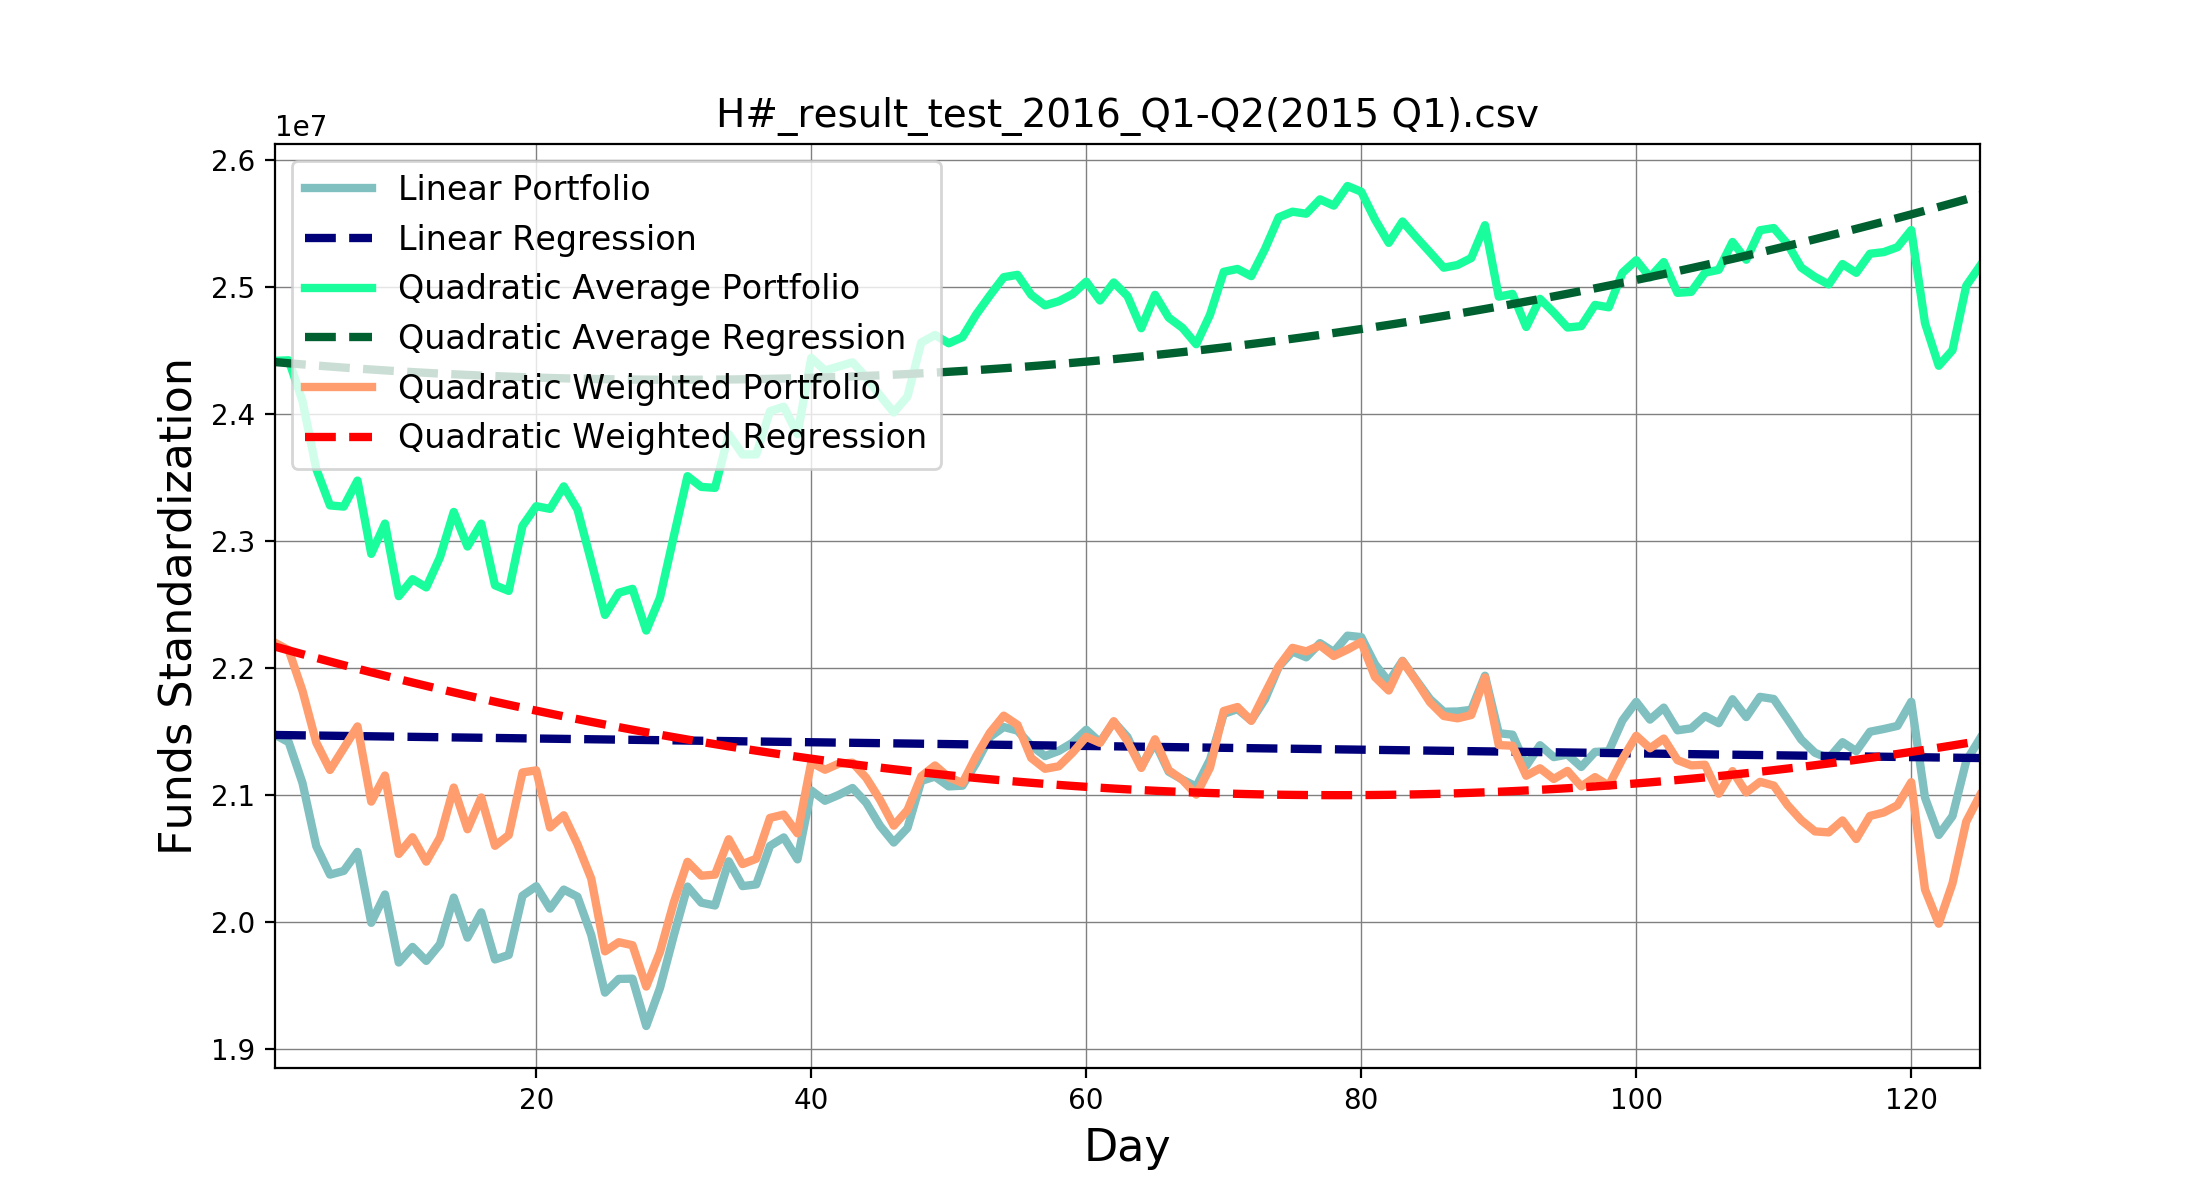 H#_result_test_2016_Q1-Q2(2015 Q1).csv
1e7
2.6
2.5
2.4
2.3
2.2
2.1
2.0
1.9
Funds Standardization
Linear Portfolio
Linear Regression
Quadratic Average Portfolio
Quadratic Average Regression
Quadratic Weighted Portfolio
Quadratic Weighted Regression
20 40 60 80 100 120
Day